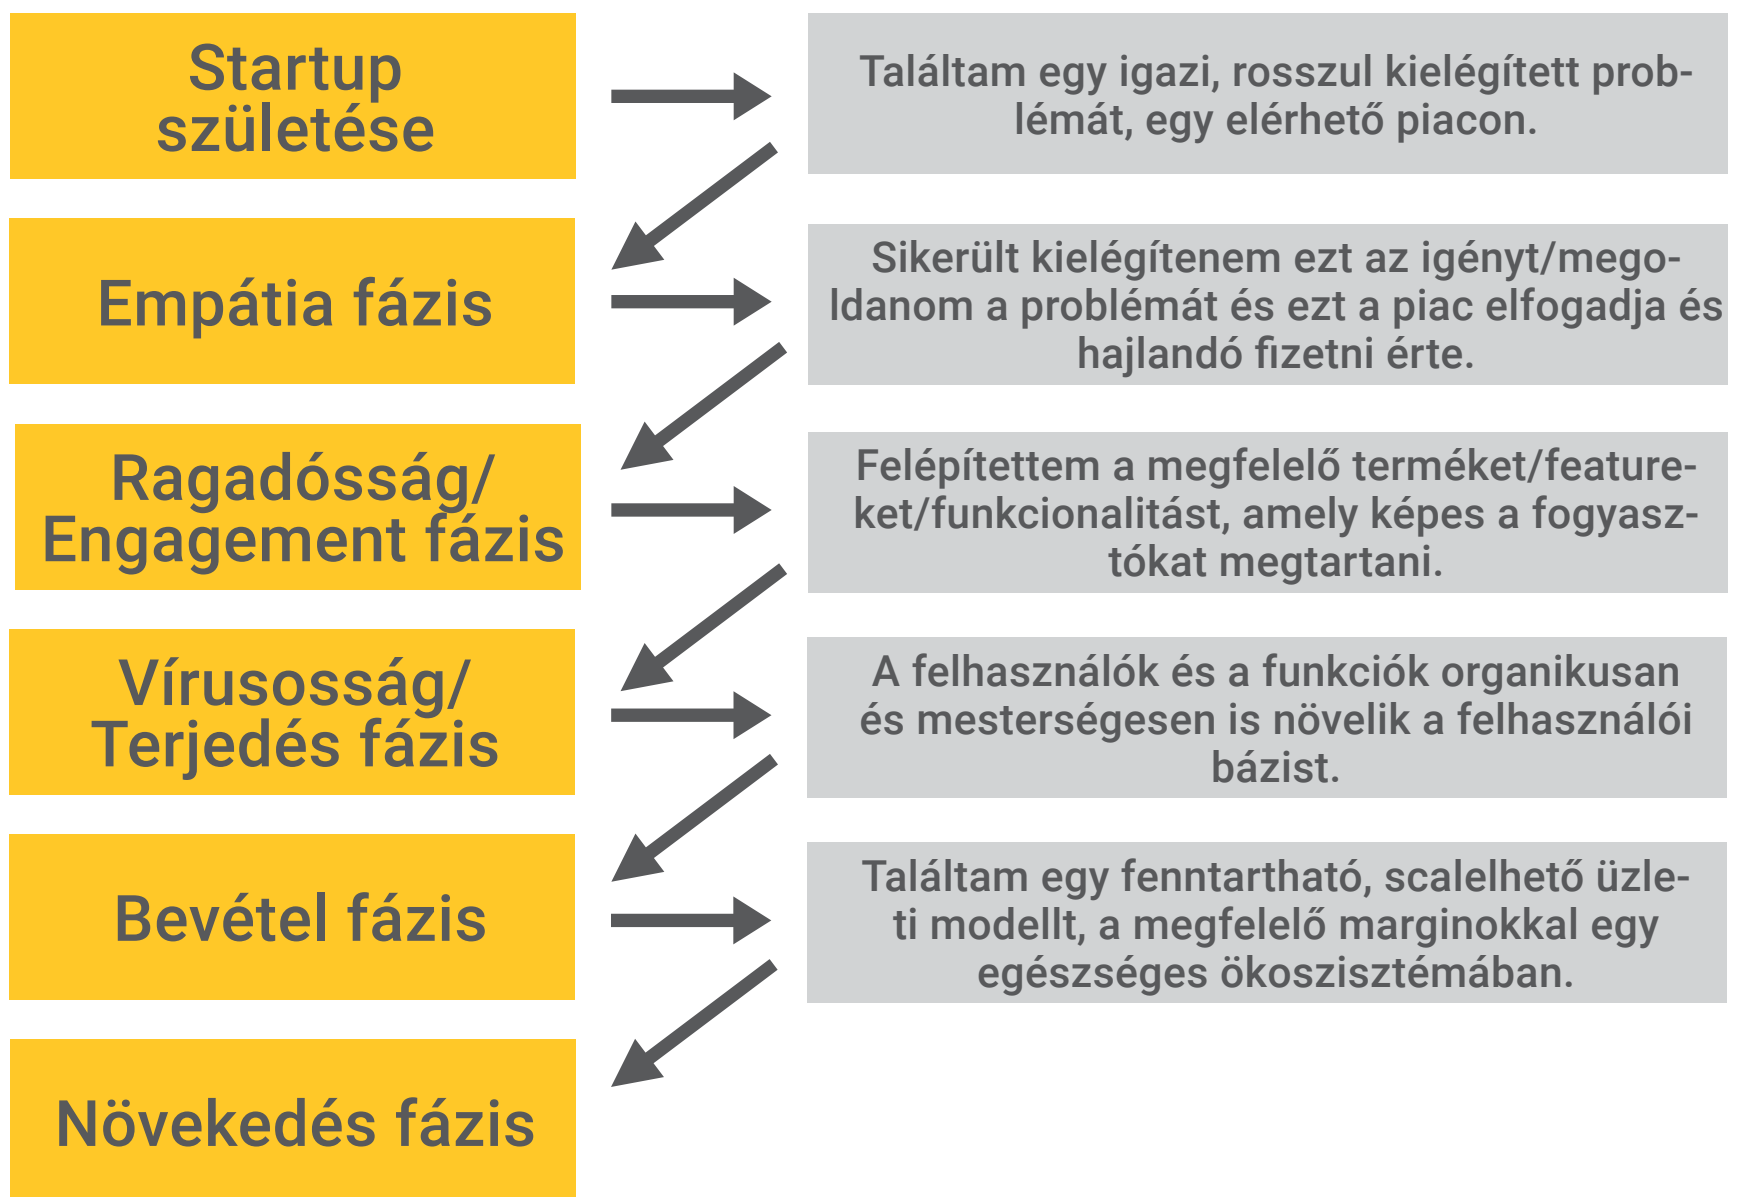 Startup
születése
Találtam egy igazi, rosszul kielégített prob-
lémát, egy elérhető piacon.
Empátia fázis
Sikerült kielégítenem ezt az igényt/mego-
ldanom a problémát és ezt a piac elfogadja és
hajlandó fizetni érte.
Ragadósság/
Engagement fázis
Felépítettem a megfelelő terméket/feature-
ket/funkcionalitást, amely képes a fogyasz-
tókat megtartani.
Vírusosság/
Terjedés fázis
A felhasználók és a funkciók organikusan
és mesterségesen is növelik a felhasználói
bázist.
Bevétel fázis
Találtam egy fenntartható, scalelhető üzle-
ti modellt, a megfelelő marginokkal egy
egészséges ökoszisztémában.
Növekedés fázis